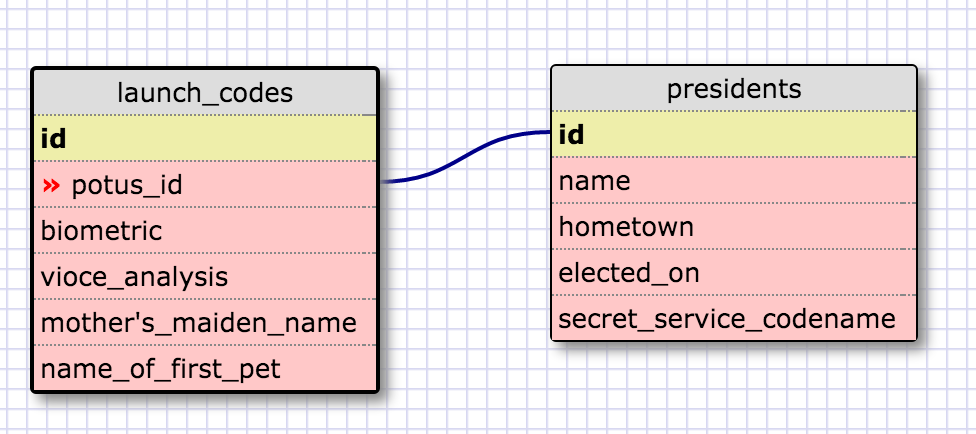 launch_codes
id
» potus_id
biometric
vioce_analysis
mother's_maiden_name
name_of_first_pet
presidents
id
name
hometown
elected_on
secret_service_codename